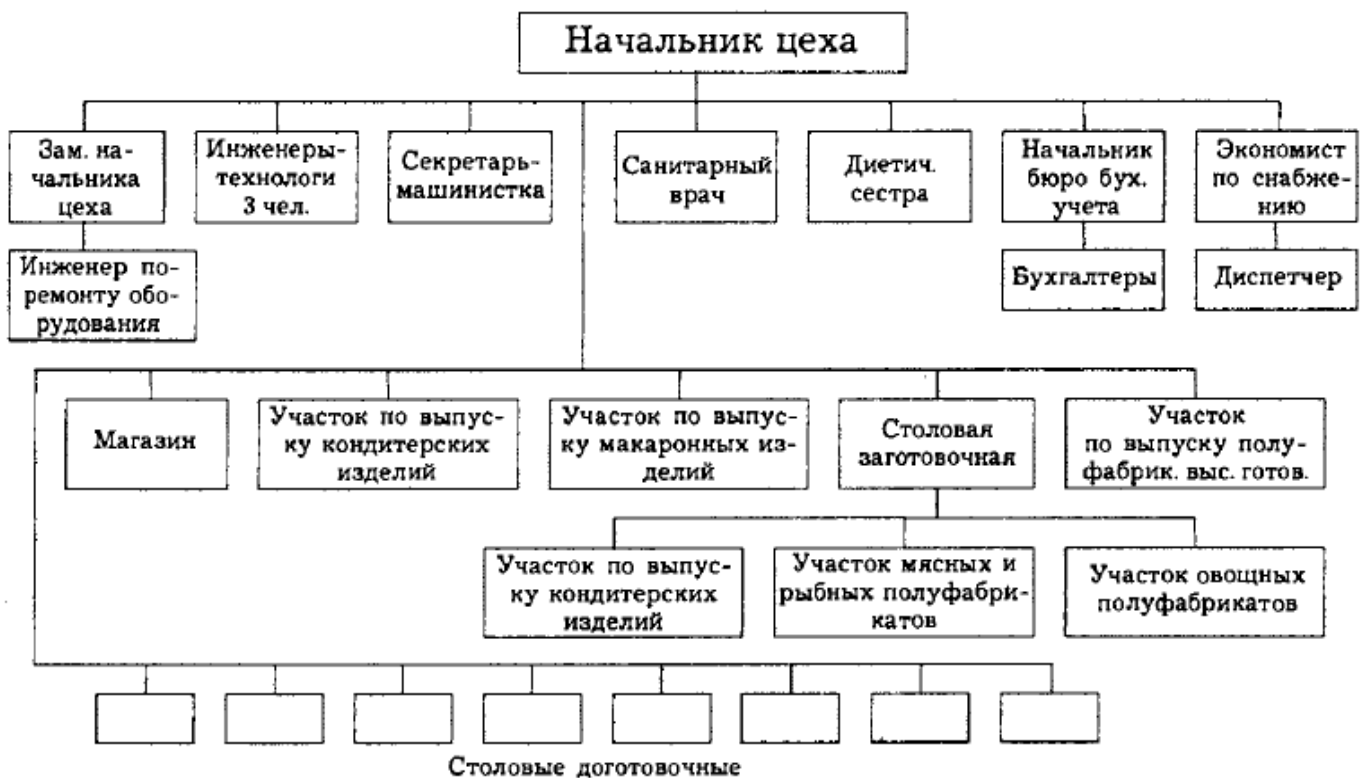 Начальник цеха
Зам. на-
чальника
цеха
Инженеры-
технологи
3 чел.
Секретарь-
машинистка
Санитарный
врач
Диетич.
сестра
Начальник
бюро бух.
учета
Экономист
по снабже-
нию
Инженер по-
ремонту обо-
рудования
Бухгалтеры
Диспетчер
Магазин
Участок по выпус-
ку кондитерских
изделий
Участок по выпус-
ку макаронных из-
делий
Столовая
заготовочная
Участок
по выпуску полу-
фабрик. выс. готов.
Участок по выпус-
ку кондитерских
изделий
Участок мясных и
рыбных полуфабри-
катов
Участок овощных
полуфабрикатов
Столовые доготовочные